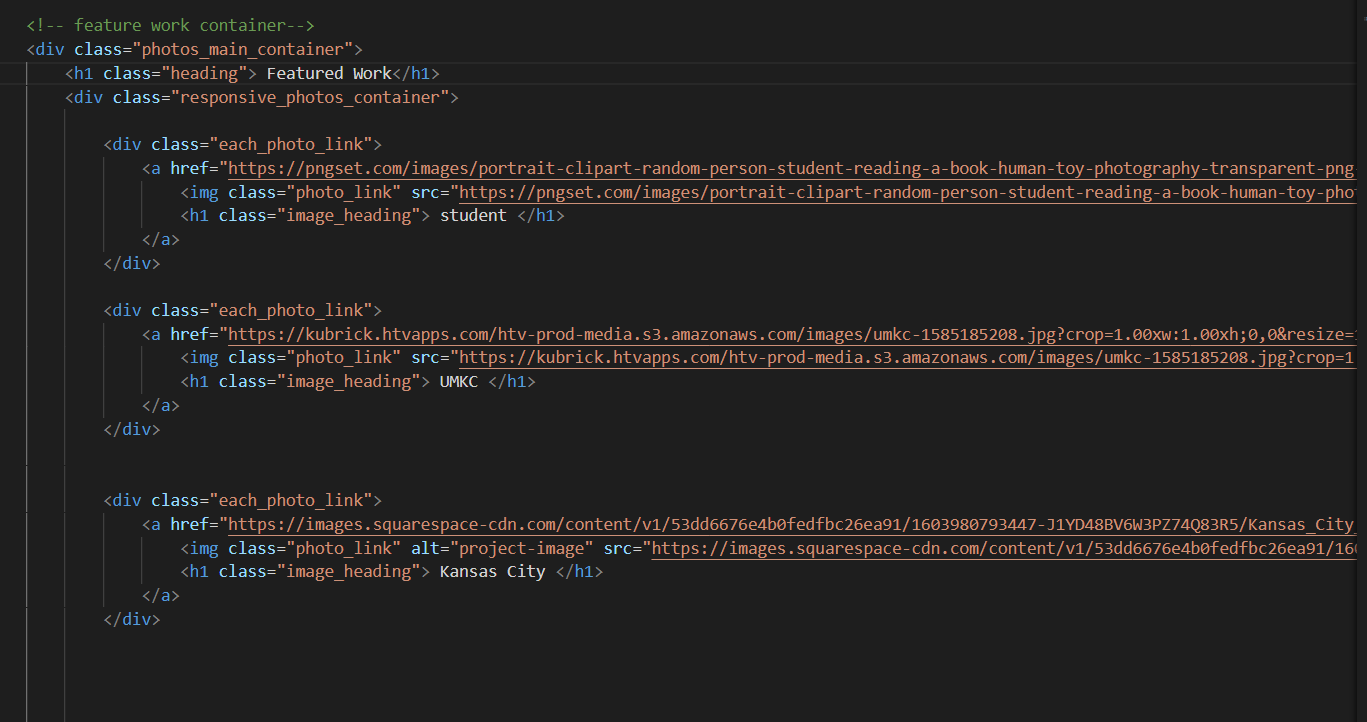 <!-- feature work container-->
<div class="photos_main_container">
<h1 class="heading"> Featured Work</h1>
<div class="responsive_photos_container">
<div class="each_photo_link">
<a href="https://pngset.com/images/portrait-clipart-random-person-student-reading-a-book-human-toy-photography-transparent-png
<img class="photo_link" src="https://pngset.com/images/portrait-clipart-random-person-student-reading-a-book-human-toy-pho
<h1 class="image_heading"> student </h1>
</a>
</div>
<div class="each_photo_link">
<a href="https://kubrick.htvapps.com/htv-prod-media.s3.amazonaws.com/images/umkc-1585185208.jpg?crop=1.00xw:1.00xh;0,0&resize=
<img class="photo_link" src="https://kubrick.htvapps.com/htv-prod-media.s3.amazonaws.com/images/umkc-1585185208.jpg?crop=1
<h1 class="image_heading"> UMKC </h1>
</a>
</div>
<div class="each_photo_link">
<a href="https://images.squarespace-cdn.com/content/v1/53dd6676e4b0fedfbc26ea91/1603980793447-J1YD48BV6W3PZ74Q83R5/Kansas_City
<img class="photo_link" alt="project-image" src="https://images.squarespace-cdn.com/content/v1/53dd6676e4b0fedfbc26ea91/16
<h1 class="image_heading"> Kansas City </h1>
</a>
</div>